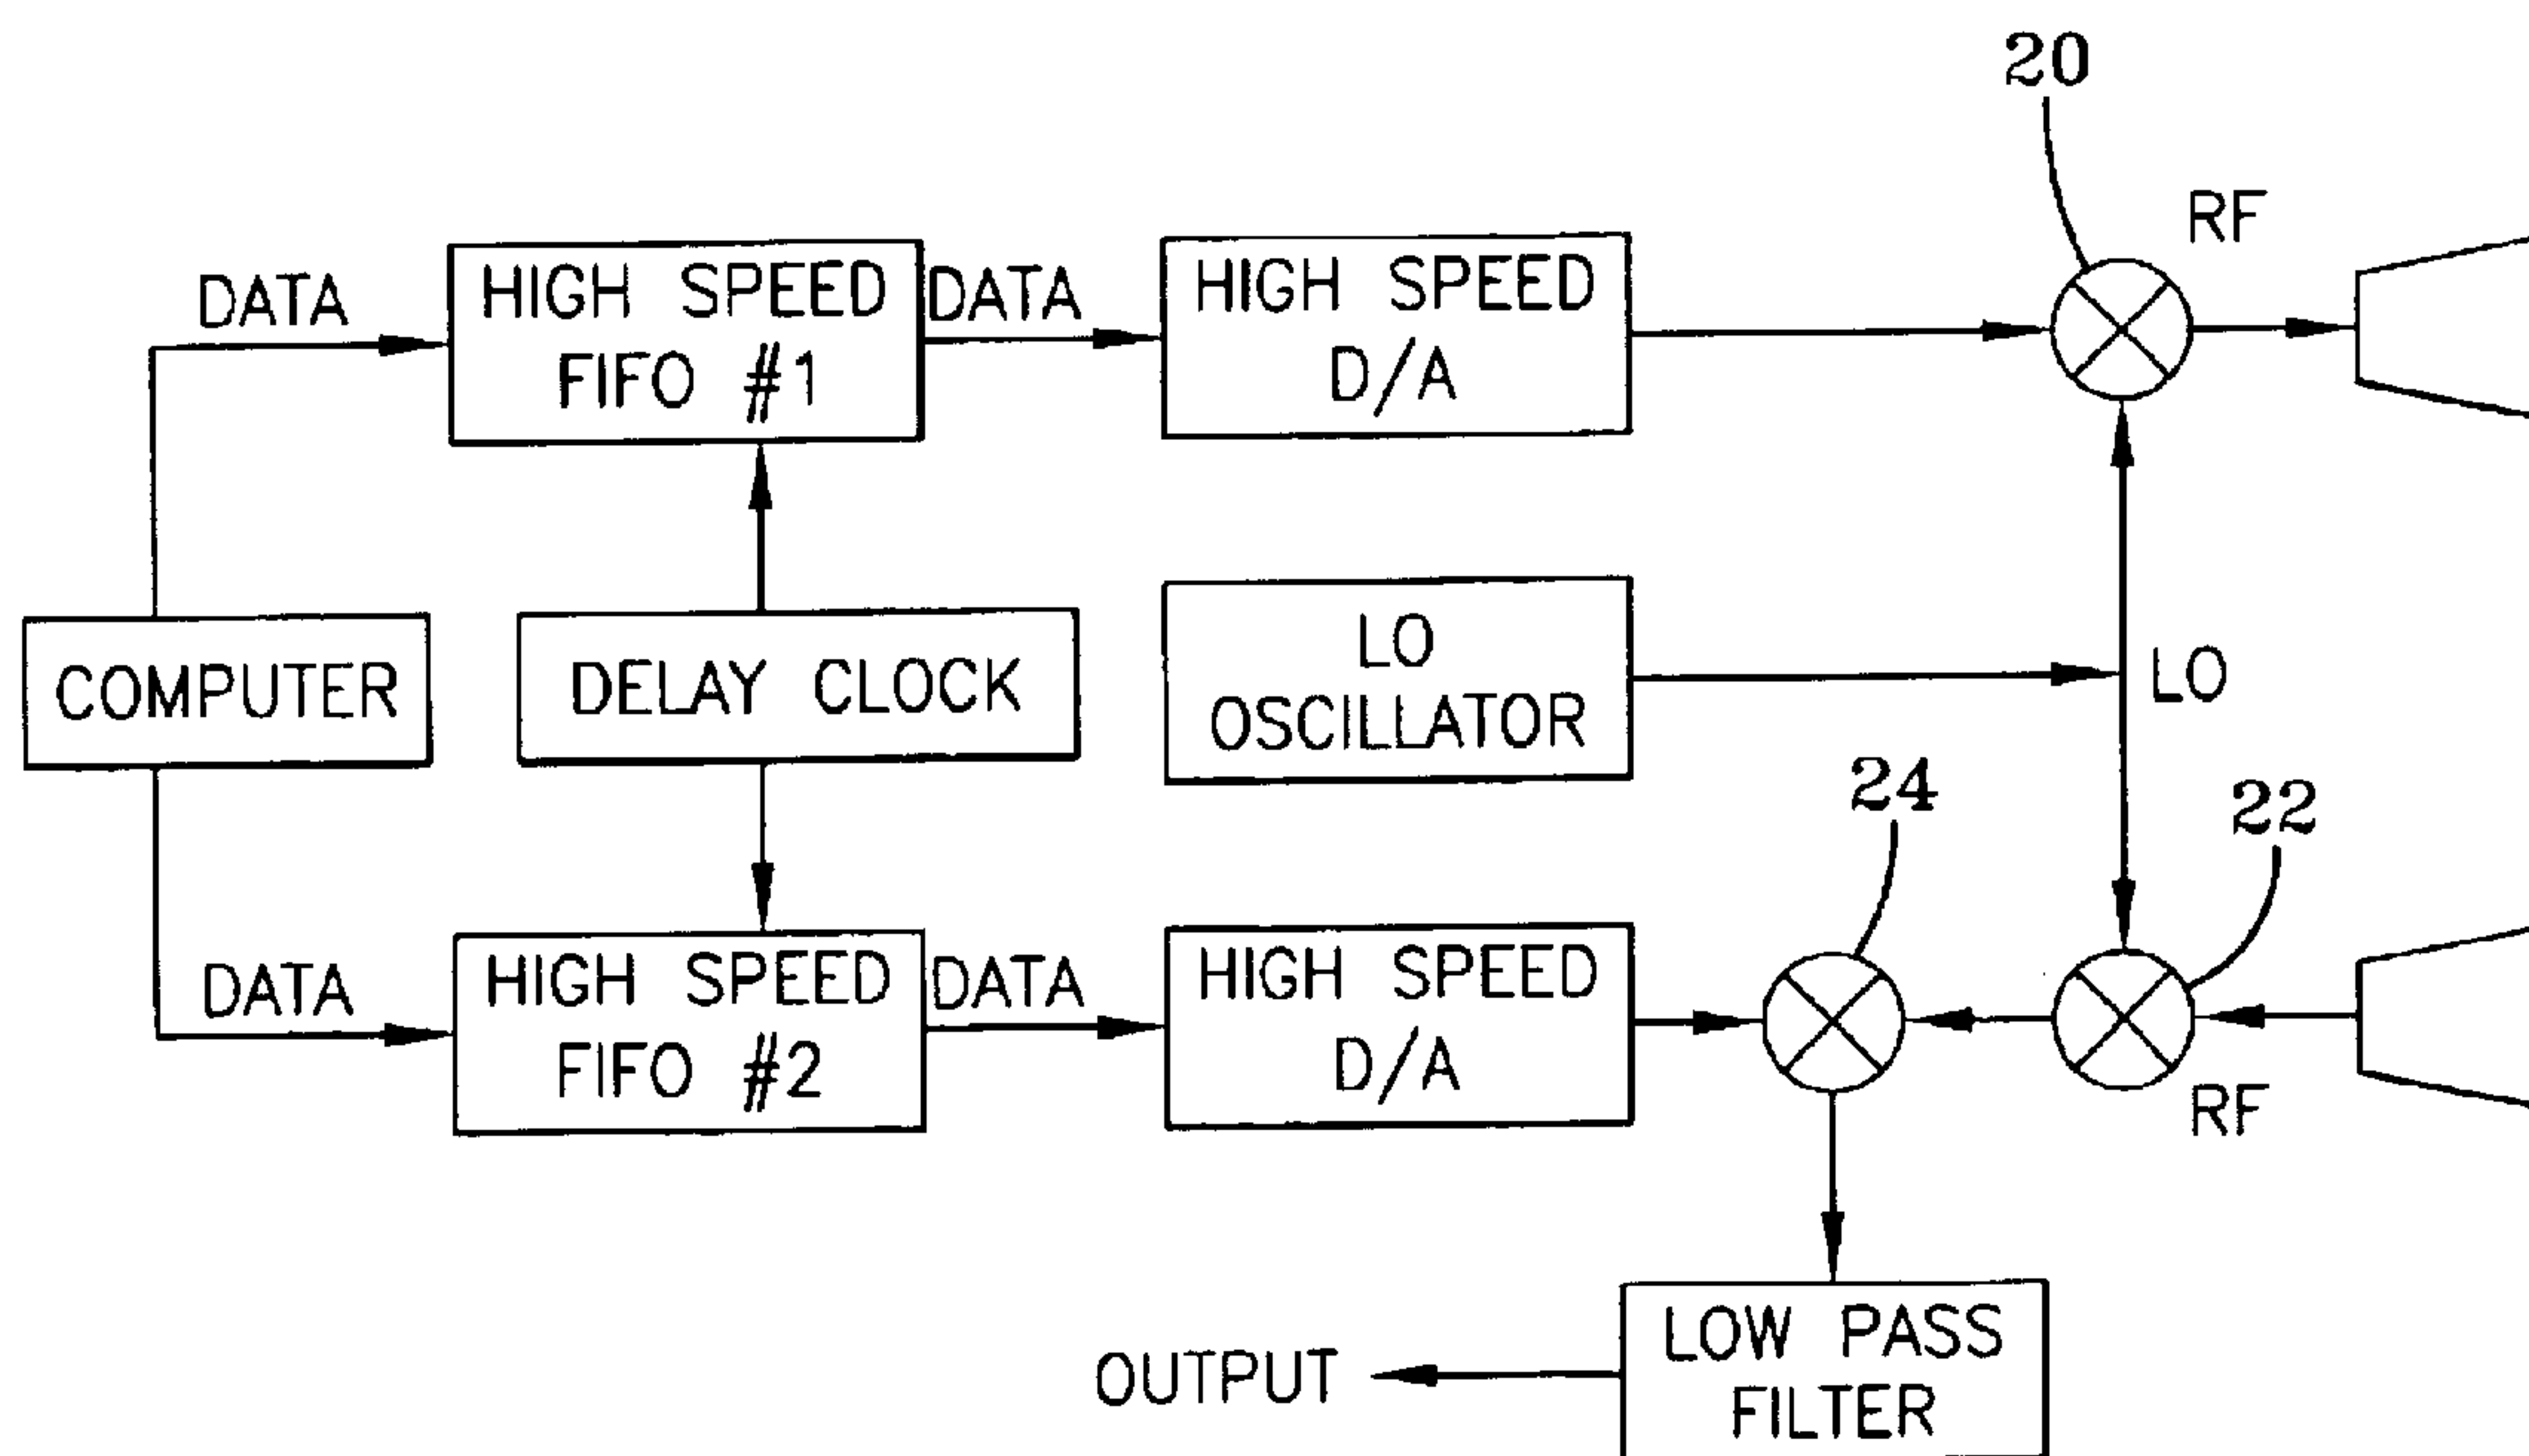 20
RF
DATA
HIGH SPEED
FIFO #1
DATA
HIGH SPEED
D/A
COMPUTER
DELAY CLOCK
LO
OSCILLATOR
LO
24
22
DATA
HIGH SPEED
FIFO #2
DATA
HIGH SPEED
D/A
RF
LOW PASS
FILTER
OUTPUT